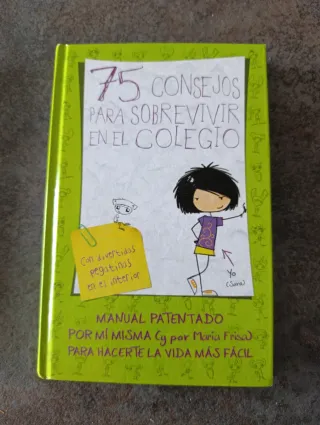 75 CONSEJOS
PARA SOBREVIVIR
EN EL COLEGIO
Con divertidas
pegatinas
en el interior
Yo
(Sara)
MANUAL PATENTADO
POR MÍ MISMA (y por María Frisa)
PARA HACERTE LA VIDA MÁS FÁCIL